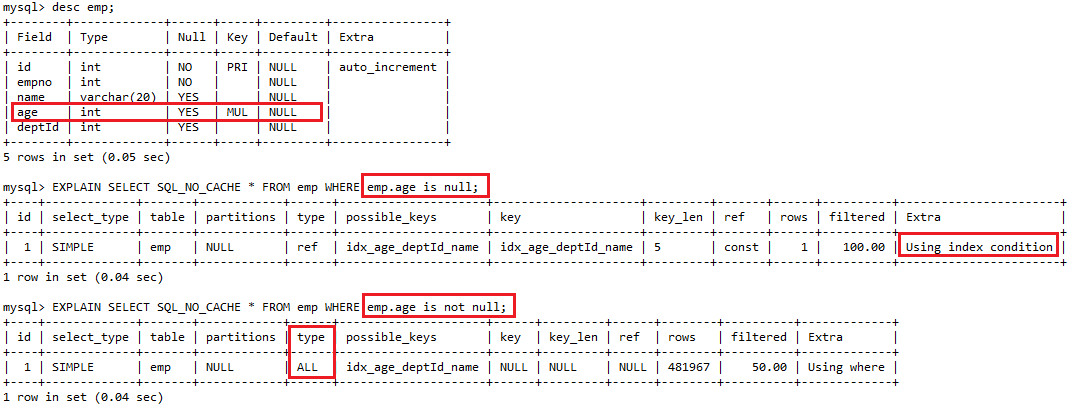 mysql> desc emp;
+--------+-------------+------+-----+---------+----------------+
| Field  | Type        | Null | Key | Default | Extra          |
+--------+-------------+------+-----+---------+----------------+
| id     | int         | NO   | PRI | NULL    | auto_increment |
| empno  | int         | NO   |     | NULL    |                |
| name   | varchar(20) | YES  |     | NULL    |                |
| age    | int         | YES  | MUL | NULL    |                |
| deptId | int         | YES  |     | NULL    |                |
+--------+-------------+------+-----+---------+----------------+
5 rows in set (0.05 sec)
mysql> EXPLAIN SELECT SQL_NO_CACHE * FROM emp WHERE emp.age is null;
+----+-------------+-------+------------+------+---------------------+---------------------+---------+-------+------+----------+-----------------------+
| id | select_type | table | partitions | type | possible_keys       | key                 | key_len | ref   | rows | filtered | Extra                 |
+----+-------------+-------+------------+------+---------------------+---------------------+---------+-------+------+----------+-----------------------+
|  1 | SIMPLE      | emp   | NULL       | ref  | idx_age_deptId_name | idx_age_deptId_name | 5       | const |    1 |   100.00 | Using index condition |
+----+-------------+-------+------------+------+---------------------+---------------------+---------+-------+------+----------+-----------------------+
1 row in set (0.04 sec)
mysql> EXPLAIN SELECT SQL_NO_CACHE * FROM emp WHERE emp.age is not null;
+----+-------------+-------+------------+------+---------------------+------+---------+------+--------+----------+-------------+
| id | select_type | table | partitions | type | possible_keys       | key  | key_len | ref  | rows   | filtered | Extra       |
+----+-------------+-------+------------+------+---------------------+------+---------+------+--------+----------+-------------+
|  1 | SIMPLE      | emp   | NULL       | ALL  | idx_age_deptId_name | NULL | NULL    | NULL | 481967 |    50.00 | Using where |
+----+-------------+-------+------------+------+---------------------+------+---------+------+--------+----------+-------------+
1 row in set (0.04 sec)